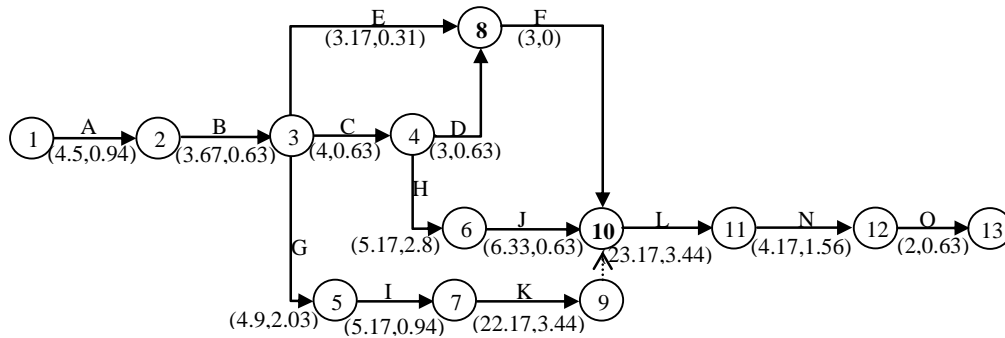 E
8
F
(3.17,0.31)
(3,0)
1
A
2
B
3
C
4
D
(4.5,0.94)
(3.67,0.63)
(4,0.63)
(3,0.63)
H
G
6
J
10
L
11
N
12
O
13
(5.17,2.8)
(6.33,0.63)
23.17,3.44)
(4.17,1.56)
(2,0.63)
5
I
7
K
9
(4.9,2.03)
(5.17,0.94)
(22.17,3.44)